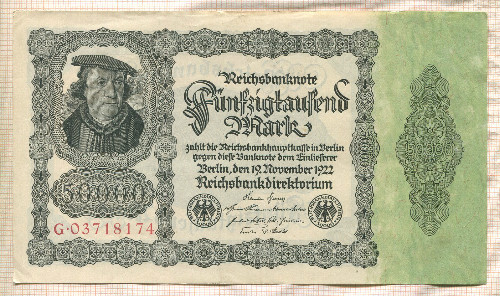 Reichsbanknote
Fünfzigtausend
Mark
zahlt die Reichsbankhauptkasse in Berlin
gegen diese Banknote dem Einlieferer
Berlin, den 19. November 1922
Reichsbankdirektorium
50000
G·03718174